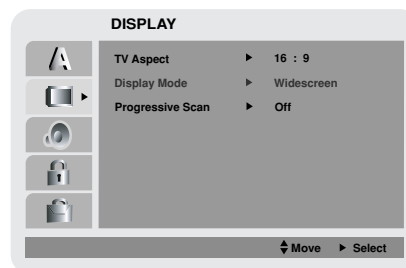 DISPLAY
A
TV Aspect ► 16 : 9
Display Mode ► Widescreen
Progressive Scan ► Off
Move ► Select